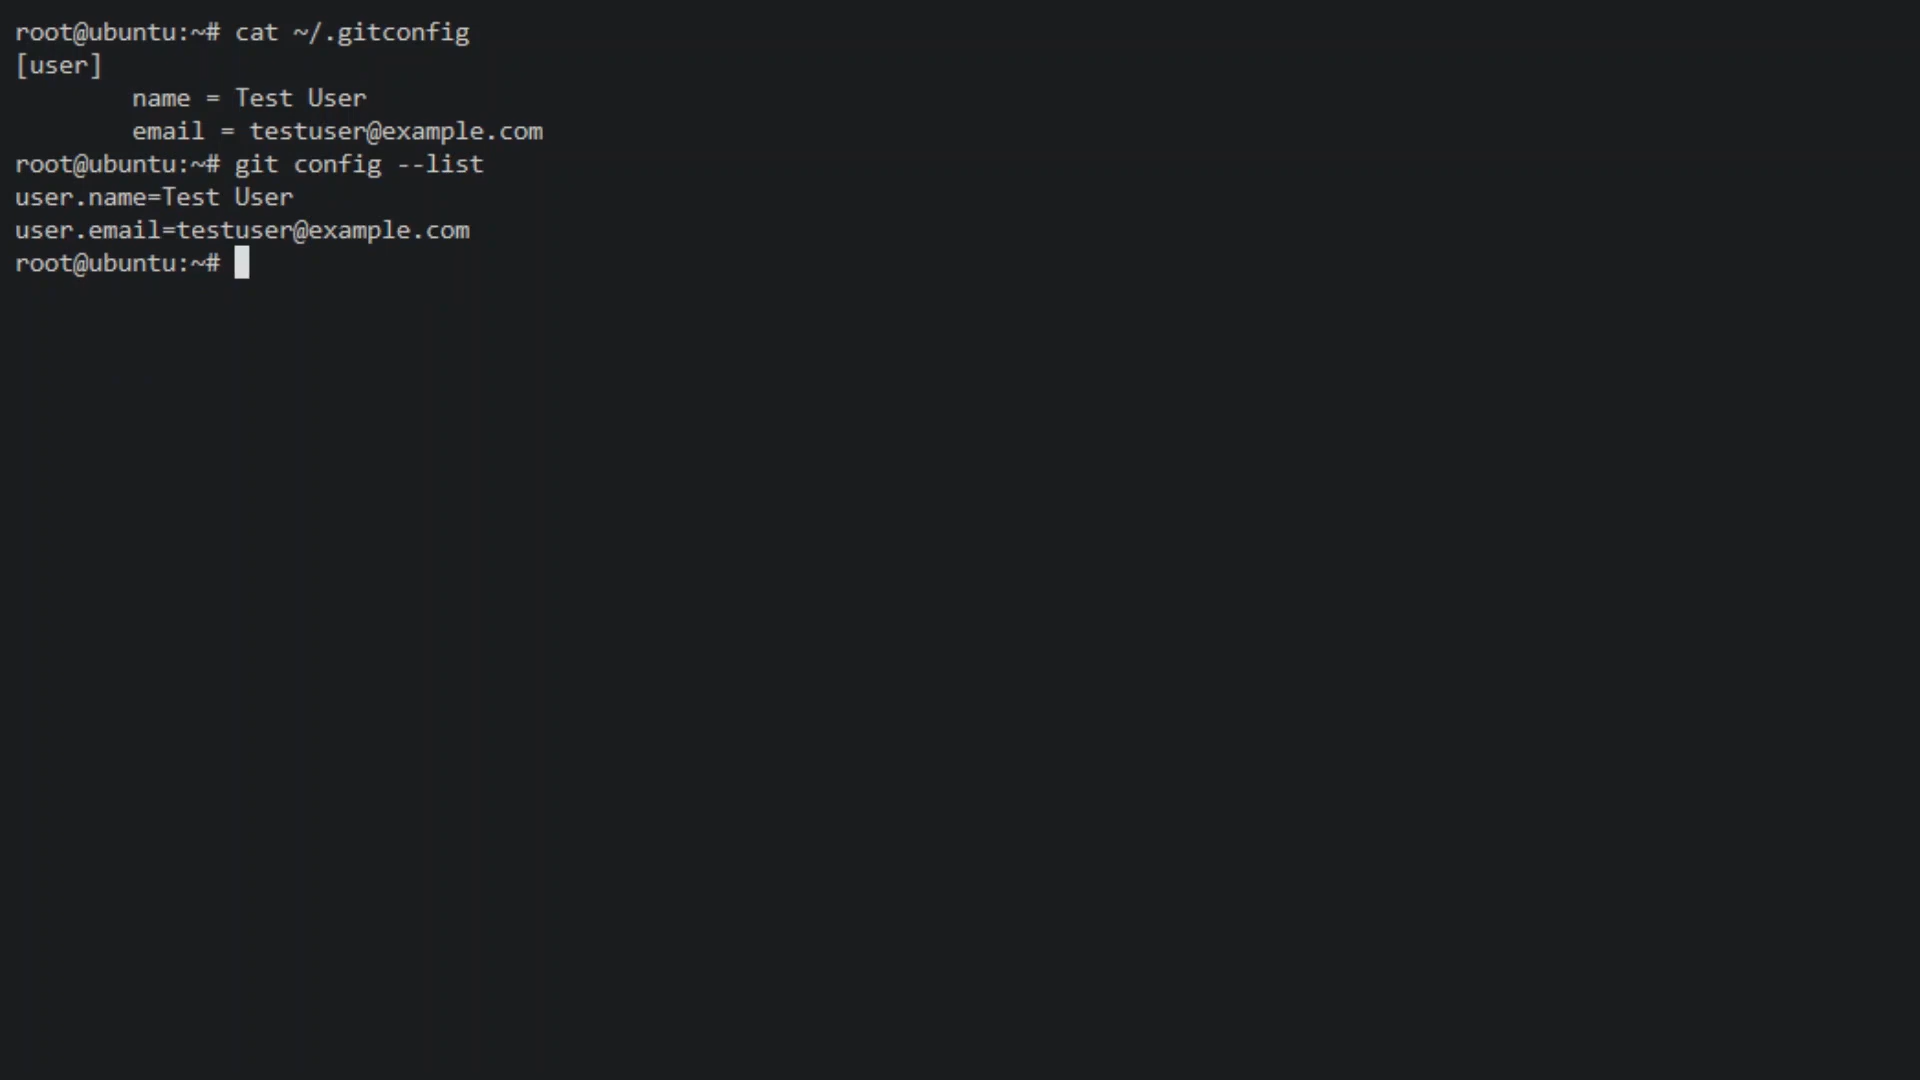 root@ubuntu:~# cat ~/.gitconfig
[user]
        name = Test User
        email = testuser@example.com
root@ubuntu:~# git config --list
user.name=Test User
user.email=testuser@example.com
root@ubuntu:~#